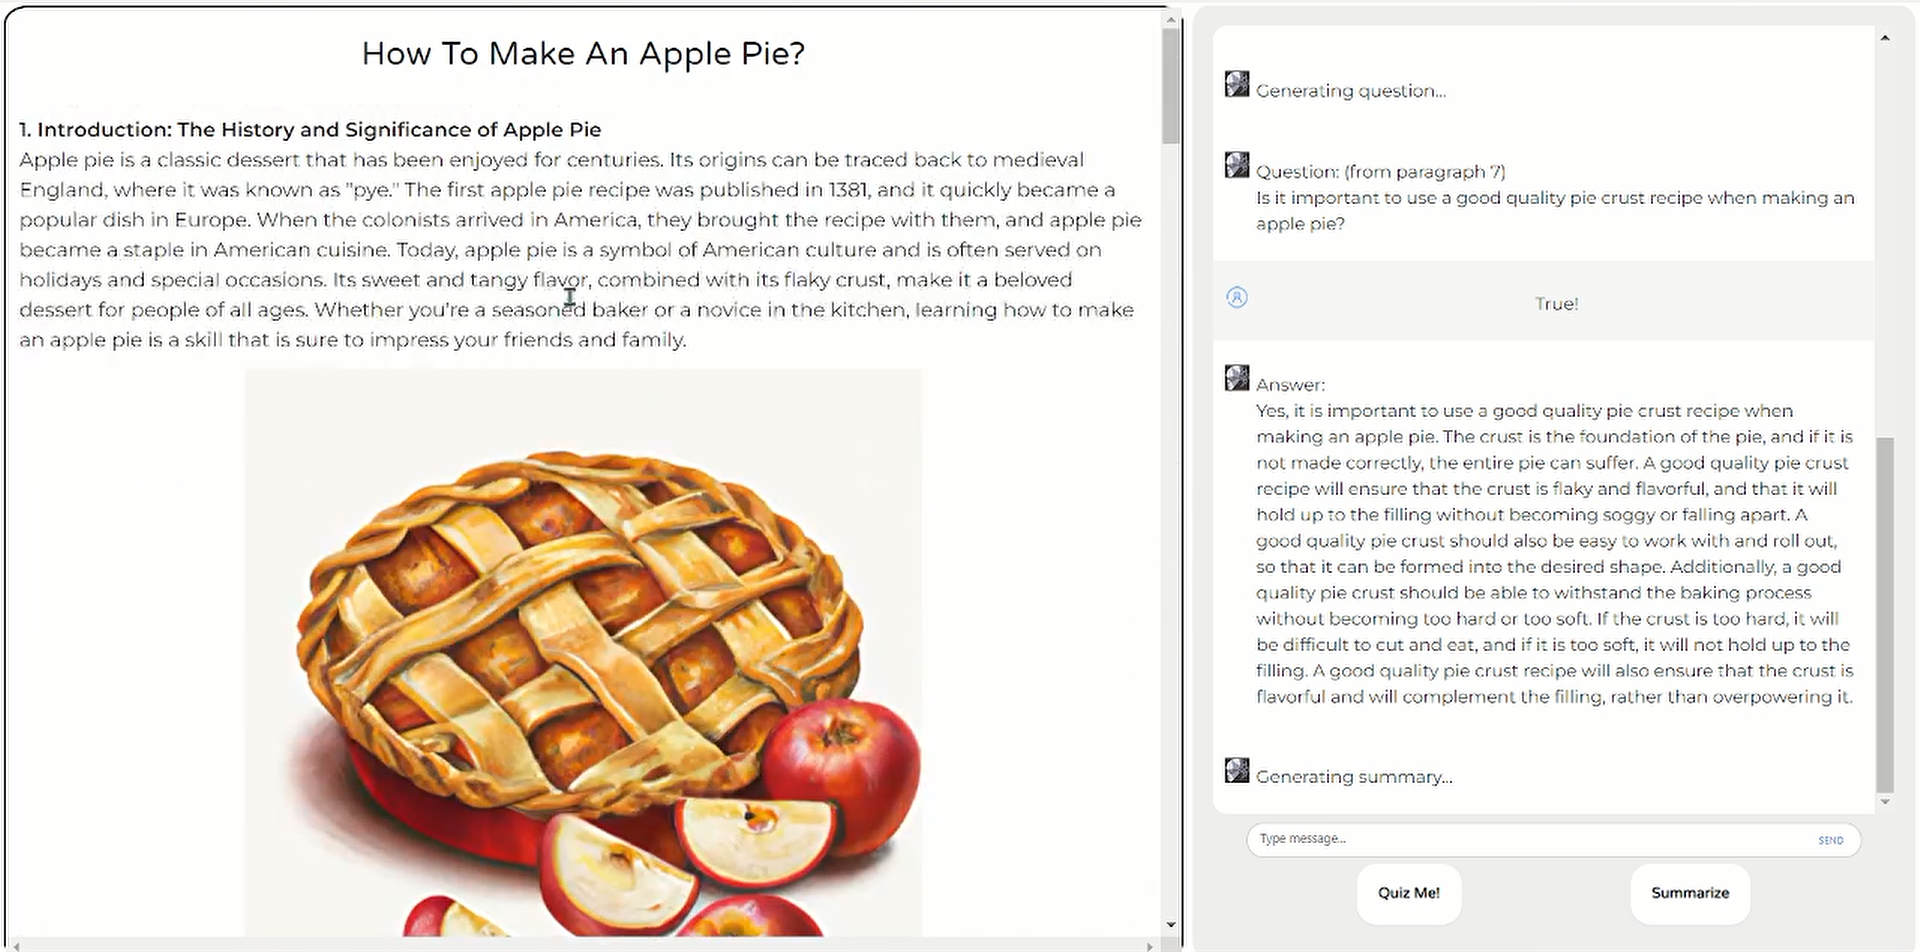 How To Make An Apple Pie?
1. Introduction: The History and Significance of Apple Pie
Apple pie is a classic dessert that has been enjoyed for centuries. Its origins can be traced back to medieval
England, where it was known as "pye." The first apple pie recipe was published in 1381, and it quickly became a
popular dish in Europe. When the colonists arrived in America, they brought the recipe with them, and apple pie
became a staple in American cuisine. Today, apple pie is a symbol of American culture and is often served on
holidays and special occasions. Its sweet and tangy flavor, combined with its flaky crust, make it a beloved
dessert for people of all ages. Whether you're a seasoned baker or a novice in the kitchen, learning how to make
an apple pie is a skill that is sure to impress your friends and family.
Generating question...
Question: (from paragraph 7)
Is it important to use a good quality pie crust recipe when making an
apple pie?
True!
Answer:
Yes, it is important to use a good quality pie crust recipe when
making an apple pie. The crust is the foundation of the pie, and if it is
not made correctly, the entire pie can suffer. A good quality pie crust
recipe will ensure that the crust is flaky and flavorful, and that it will
hold up to the filling without becoming soggy or falling apart. A
good quality pie crust should also be easy to work with and roll out,
so that it can be formed into the desired shape. Additionally, a good
quality pie crust should be able to withstand the baking process
without becoming too hard or too soft. If the crust is too hard, it will
be difficult to cut and eat, and if it is too soft, it will not hold up to the
filling. A good quality pie crust recipe will also ensure that the crust is
flavorful and will complement the filling, rather than overpowering it.
Generating summary...
Type message...
SEND
Quiz Me!
Summarize